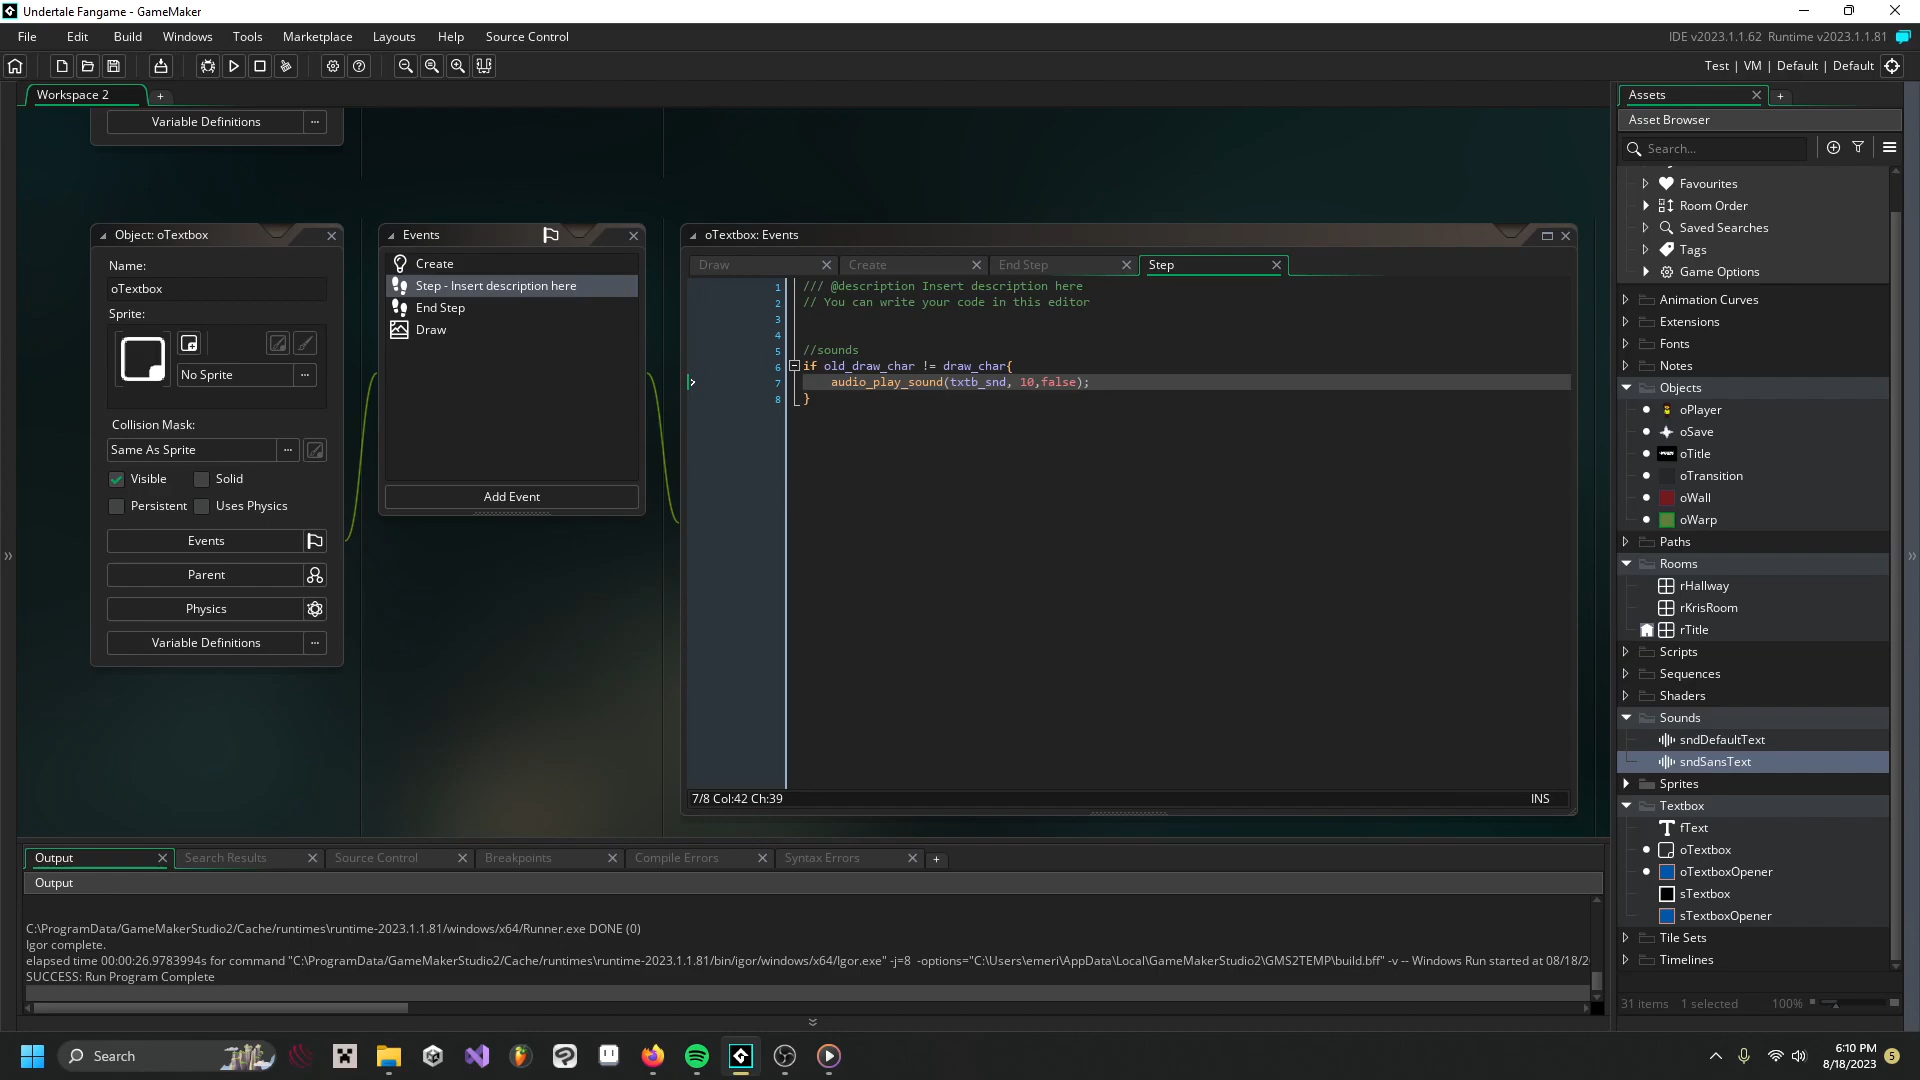 Undertale Fangame - GameMaker
File Edit Build Windows Tools Marketplace Layouts Help Source Control
IDE v2023.1.1.62 Runtime v2023.1.1.81
Test | VM | Default | Default
Workspace 2
Variable Definitions
Object: oTextbox
Name:
oTextbox
Sprite:
No Sprite
Collision Mask:
Same As Sprite
Visible Solid
Persistent Uses Physics
Events
Parent
Physics
Variable Definitions
Events
Create
Step - Insert description here
End Step
Draw
Add Event
oTextbox: Events
Draw Create End Step Step
1 /// @description Insert description here
2 // You can write your code in this editor
3
4
5 //sounds
6 if old_draw_char != draw_char{
7 audio_play_sound(txtb_snd, 10,false);
8 }
7/8 Col:42 Ch:39 INS
Assets
Asset Browser
Search...
Favourites
Room Order
Saved Searches
Tags
Game Options
Animation Curves
Extensions
Fonts
Notes
Objects
oPlayer
oSave
oTitle
oTransition
oWall
oWarp
Paths
Rooms
rHallway
rKrisRoom
rTitle
Scripts
Sequences
Shaders
Sounds
sndDefaultText
sndSansText
Sprites
Textbox
fText
oTextbox
oTextboxOpener
sTextbox
sTextboxOpener
Tile Sets
Timelines
31 items 1 selected 100%
Output Search Results Source Control Breakpoints Compile Errors Syntax Errors
Output
C:\ProgramData/GameMakerStudio2/Cache/runtimes\runtime-2023.1.1.81/windows/x64/Runner.exe DONE (0)
Igor complete.
elapsed time 00:00:26.9783994s for command "C:\ProgramData/GameMakerStudio2/Cache/runtimes\runtime-2023.1.1.81/bin/igor/windows/x64/Igor.exe" -j=8 -options="C:\Users\emeri\AppData\Local\GameMakerStudio2\GMS2TEMP\build.bff" -v -- Windows Run started at 08/18/2
SUCCESS: Run Program Complete
Search
6:10 PM
8/18/2023
5